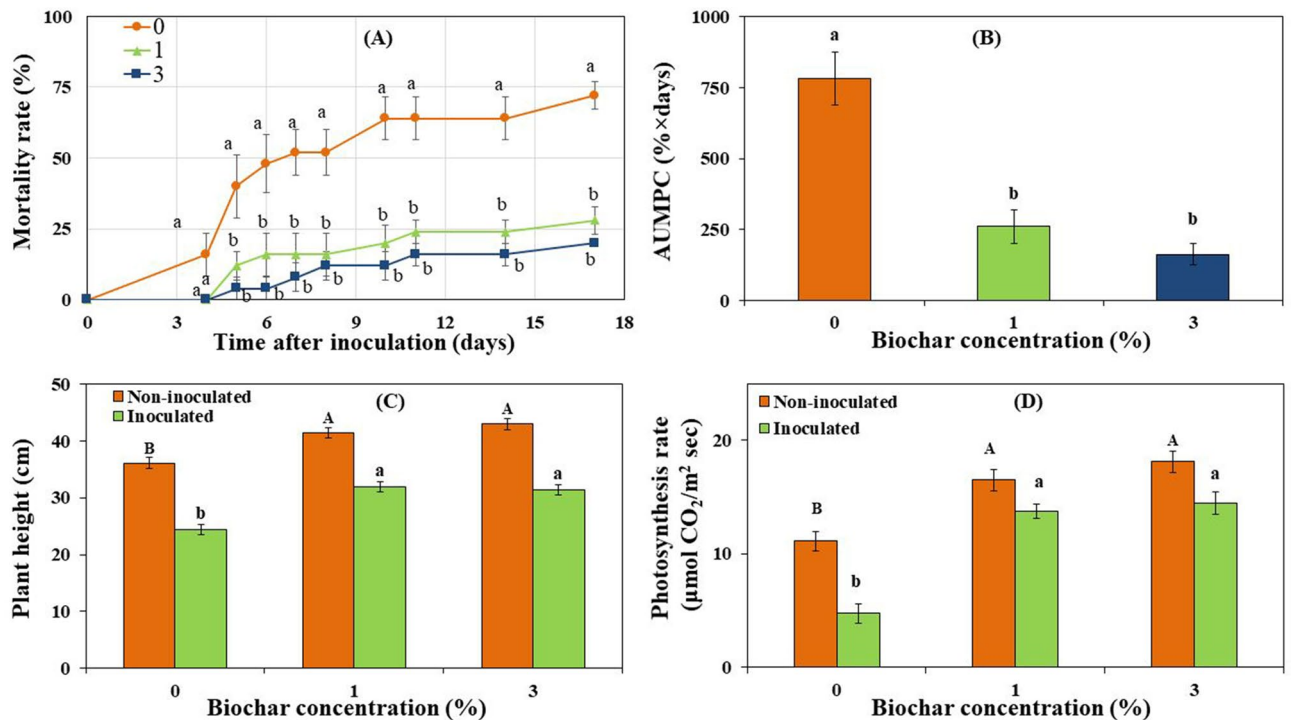 (A)
0
1
3
Mortality rate (%)
100
75
50
25
0
a a a a a a a a a
a b b b b b b b b
a b b b b b b b b
0 3 6 9 12 15 18
Time after inoculation (days)
(B)
AUMPC (%×days)
1000
750
500
250
0
a
b
b
0 1 3
Biochar concentration (%)
(C)
Non-inoculated
Inoculated
Plant height (cm)
50
40
30
20
10
0
B b A a A a
0 1 3
Biochar concentration (%)
(D)
Non-inoculated
Inoculated
Photosynthesis rate
(µmol CO₂/m² sec)
20
10
0
B b A a A a
0 1 3
Biochar concentration (%)